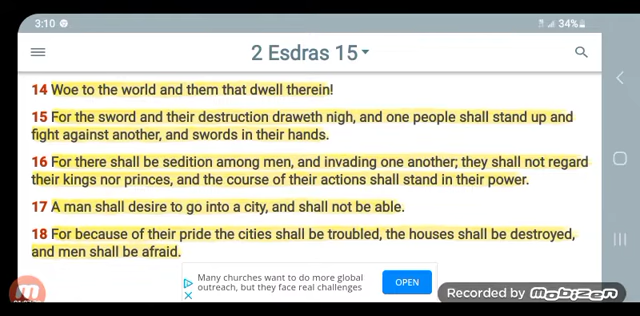 3:10 34%
2 Esdras 15
14 Woe to the world and them that dwell therein!
15 For the sword and their destruction draweth nigh, and one people shall stand up and
fight against another, and swords in their hands.
16 For there shall be sedition among men, and invading one another; they shall not regard
their kings nor princes, and the course of their actions shall stand in their power.
17 A man shall desire to go into a city, and shall not be able.
18 For because of their pride the cities shall be troubled, the houses shall be destroyed,
and men shall be afraid.
Many churches want to do more global
outreach, but they face real challenges
OPEN
Recorded by MOBIZEN